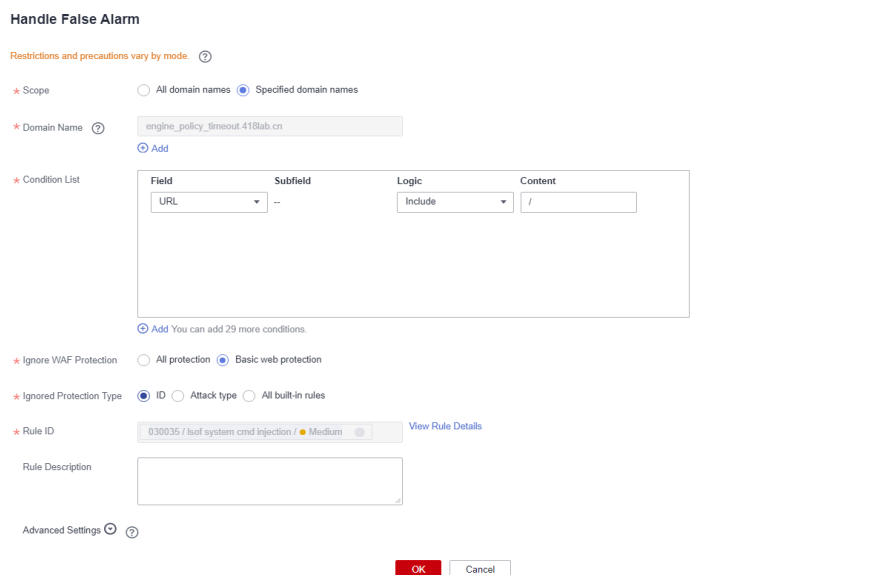 Handle False Alarm
Restrictions and precautions vary by mode. ?
* Scope All domain names Specified domain names
* Domain Name ? engine_policy_timeout.418lab.cn
Add
* Condition List Field Subfield Logic Content
URL -- Include /
Add You can add 29 more conditions.
* Ignore WAF Protection All protection Basic web protection
* Ignored Protection Type ID Attack type All built-in rules
* Rule ID 030035 / lsof system cmd injection / Medium View Rule Details
Rule Description
Advanced Settings ?
OK Cancel